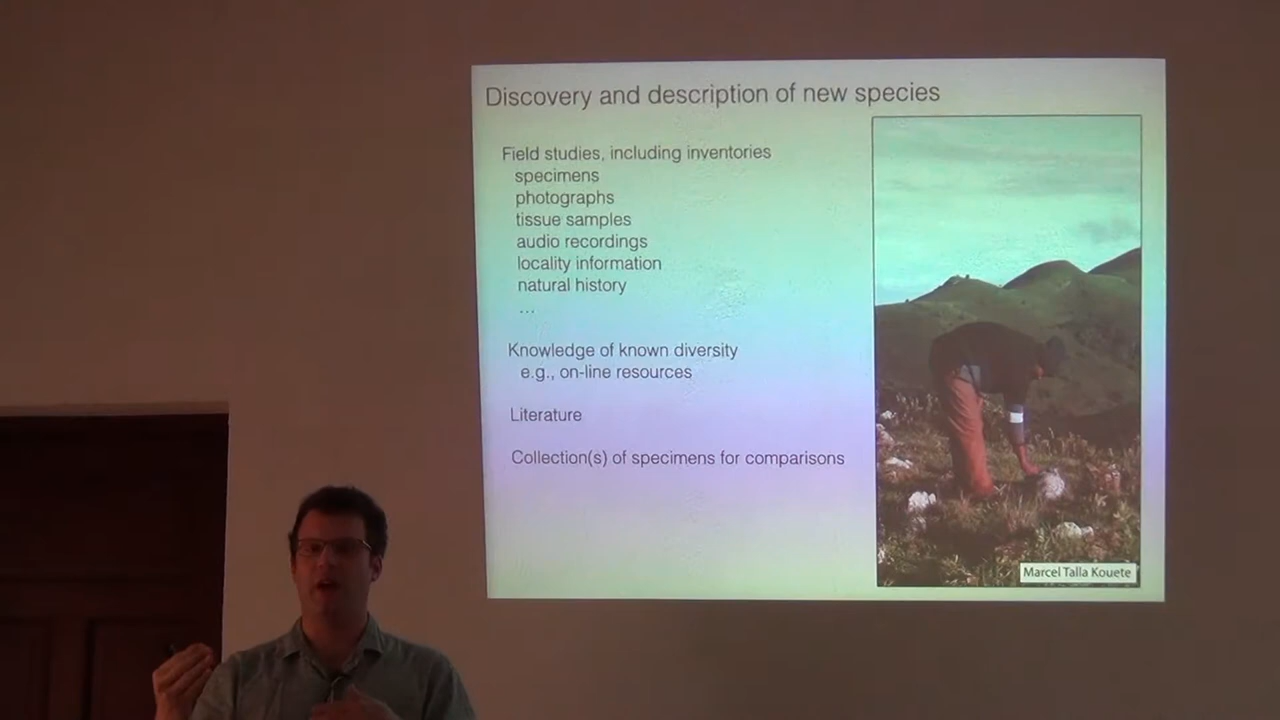 Discovery and description of new species
Field studies, including inventories
specimens
photographs
tissue samples
audio recordings
locality information
natural history
...
Knowledge of known diversity
e.g., on-line resources
Literature
Collection(s) of specimens for comparisons
Marcel Talla Kouete